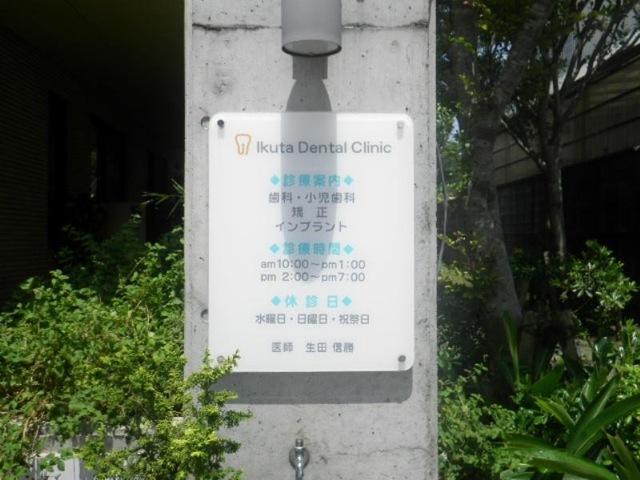 Ikuta Dental Clinic
◆診療案内◆
歯科・小児歯科
矯 正
インプラント
◆診療時間◆
am10:00～pm1:00
pm 2:00～pm7:00
◆休診日◆
水曜日・日曜日・祝祭日
医師 生田 信勝